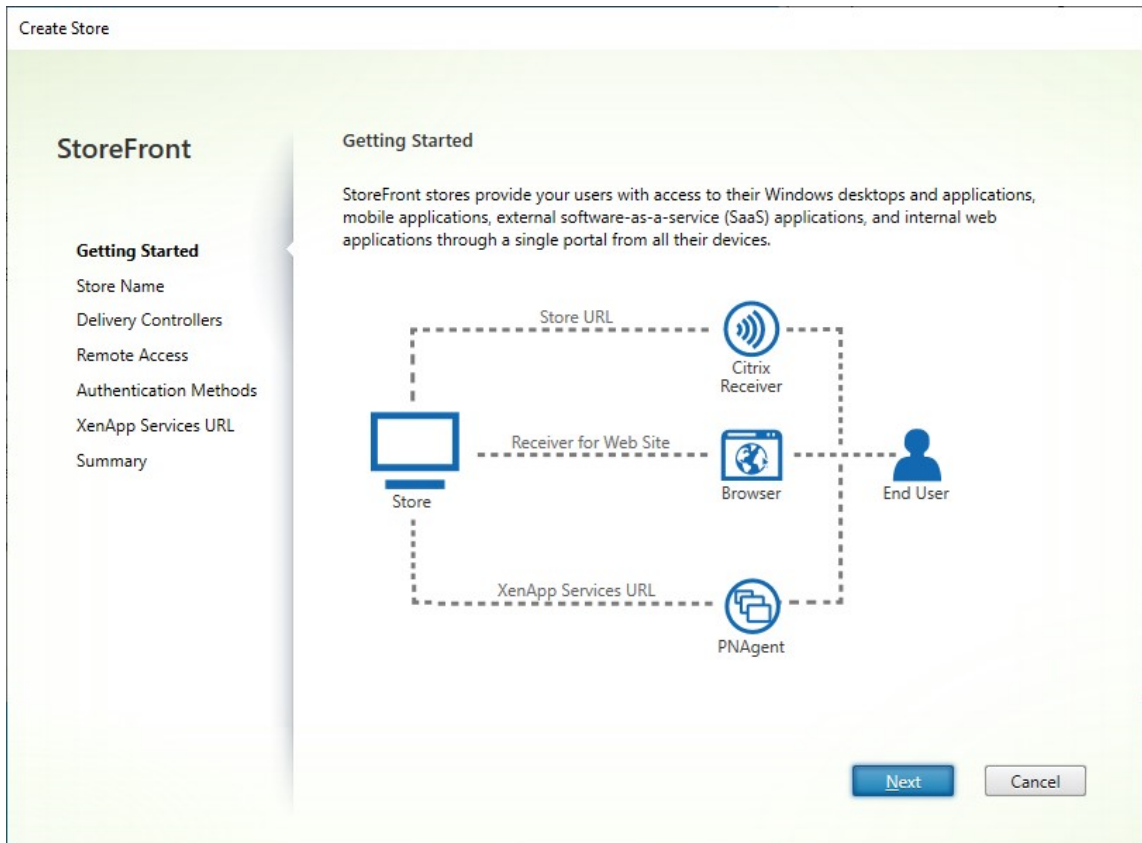 Create Store
StoreFront
Getting Started
Store Name
Delivery Controllers
Remote Access
Authentication Methods
XenApp Services URL
Summary
Getting Started
StoreFront stores provide your users with access to their Windows desktops and applications,
mobile applications, external software-as-a-service (SaaS) applications, and internal web
applications through a single portal from all their devices.
Store URL
Citrix
Receiver
Receiver for Web Site
Store
Browser
End User
XenApp Services URL
PNAgent
Next
Cancel